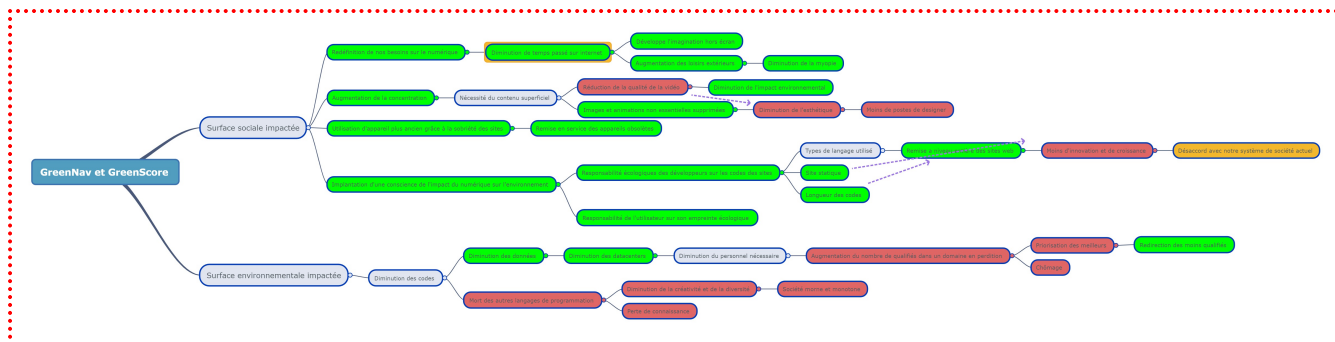 GreenNav et GreenScore
Surface sociale impactée
Redéfinition de nos besoins sur le numérique
Diminution de temps passé sur internet
Développe l'imagination hors écran
Augmentation des loisirs extérieurs
Diminution de la myopie
Augmentation de la concentration
Nécessité du contenu superficiel
Réduction de la qualité de la vidéo
Diminution de l'impact environnemental
Images et animations non essentielles supprimées
Diminution de l'esthétique
Moins de postes de designer
Utilisation d'appareil plus ancien grâce à la sobriété des sites
Remise en service des appareils obsolètes
Implantation d'une conscience de l'impact du numérique sur l'environnement
Responsabilité écologiques des développeurs sur les codes des sites
Types de langage utilisé
Remise à niveau
des sites web
Moins d'innovation et de croissance
Désaccord avec notre système de société actuel
Site statique
Longueur des codes
Responsabilité de l'utilisateur sur son empreinte écologique
Surface environnementale impactée
Diminution des codes
Diminution des données
Diminution des datacenters
Diminution du personnel nécessaire
Augmentation du nombre de qualifiés dans un domaine en perdition
Priorisation des meilleurs
Redirection des moins qualifiés
Chômage
Mort des autres langages de programmation
Diminution de la créativité et de la diversité
Société morne et monotone
Perte de connaissance